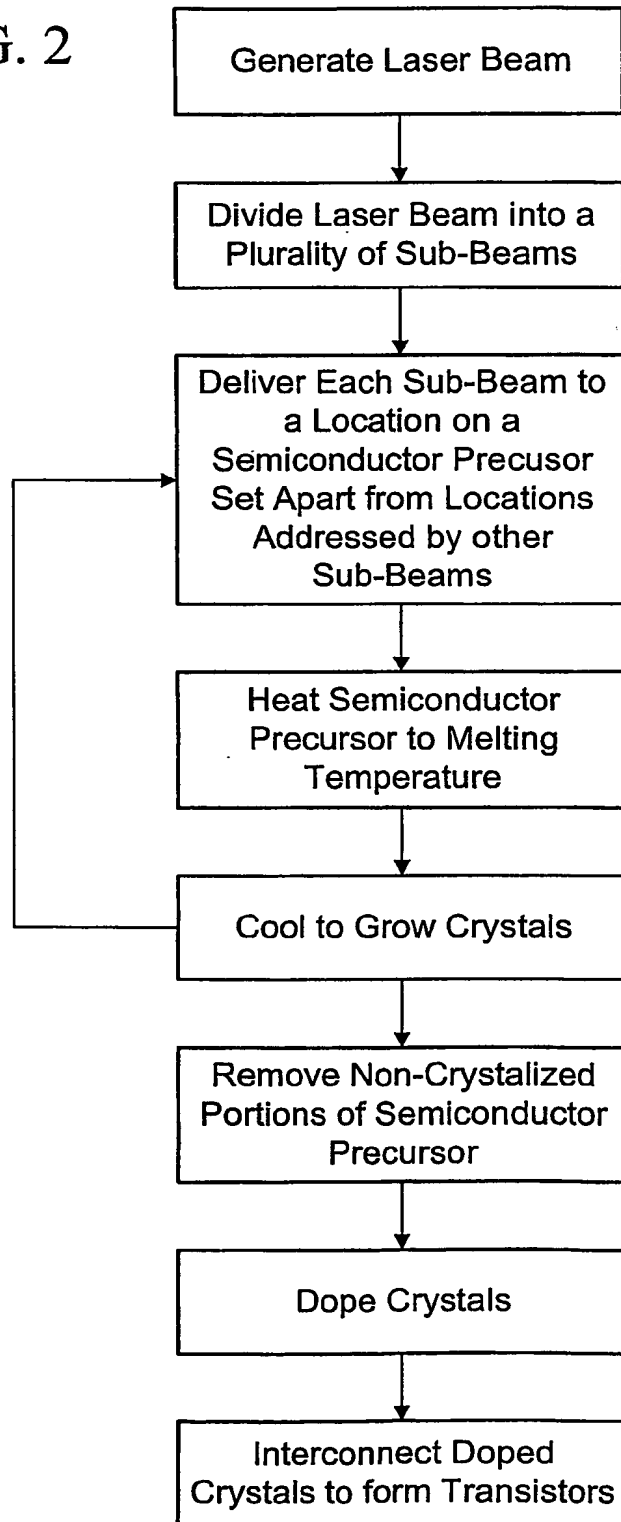 G. 2
Generate Laser Beam
Divide Laser Beam into a
Plurality of Sub-Beams
Deliver Each Sub-Beam to
a Location on a
Semiconductor Precusor
Set Apart from Locations
Addressed by other
Sub-Beams
Heat Semiconductor
Precursor to Melting
Temperature
Cool to Grow Crystals
Remove Non-Crystalized
Portions of Semiconductor
Precursor
Dope Crystals
Interconnect Doped
Crystals to form Transistors